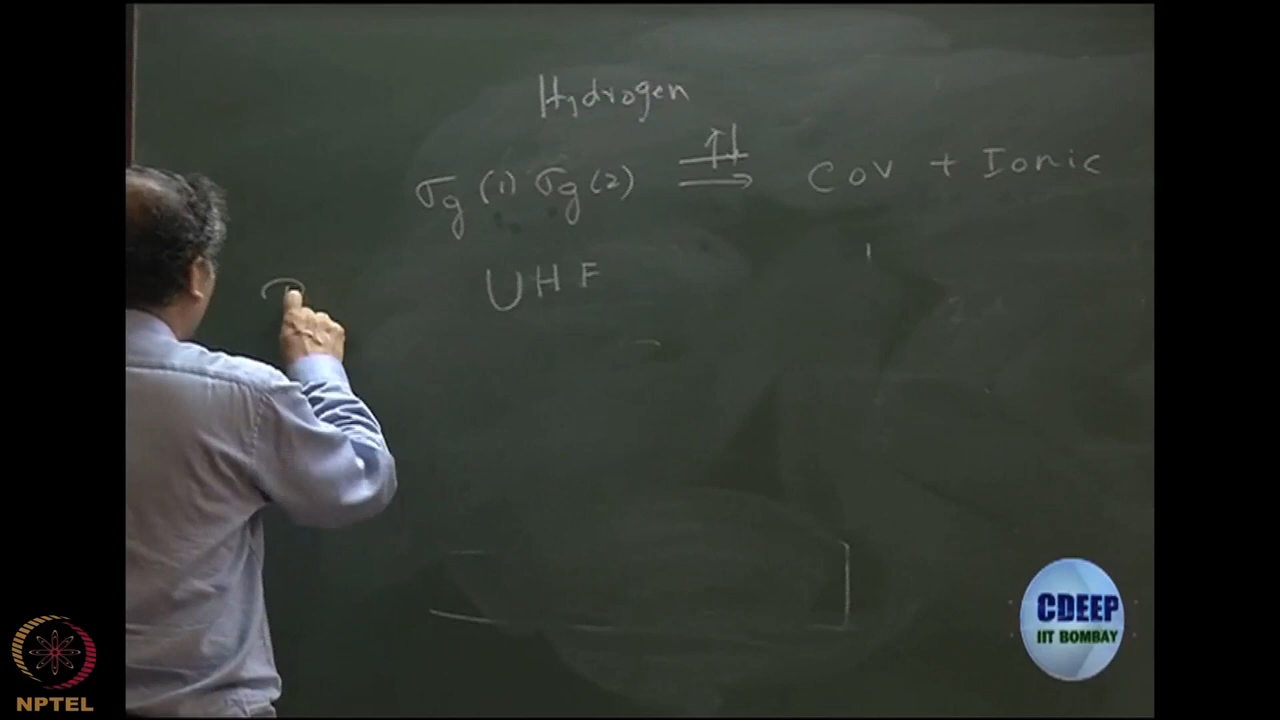 Hydrogen
σg (1) σg (2) ⇒ ↑↓ Cov + Ionic
UHF
CDEEP
IIT BOMBAY
NPTEL